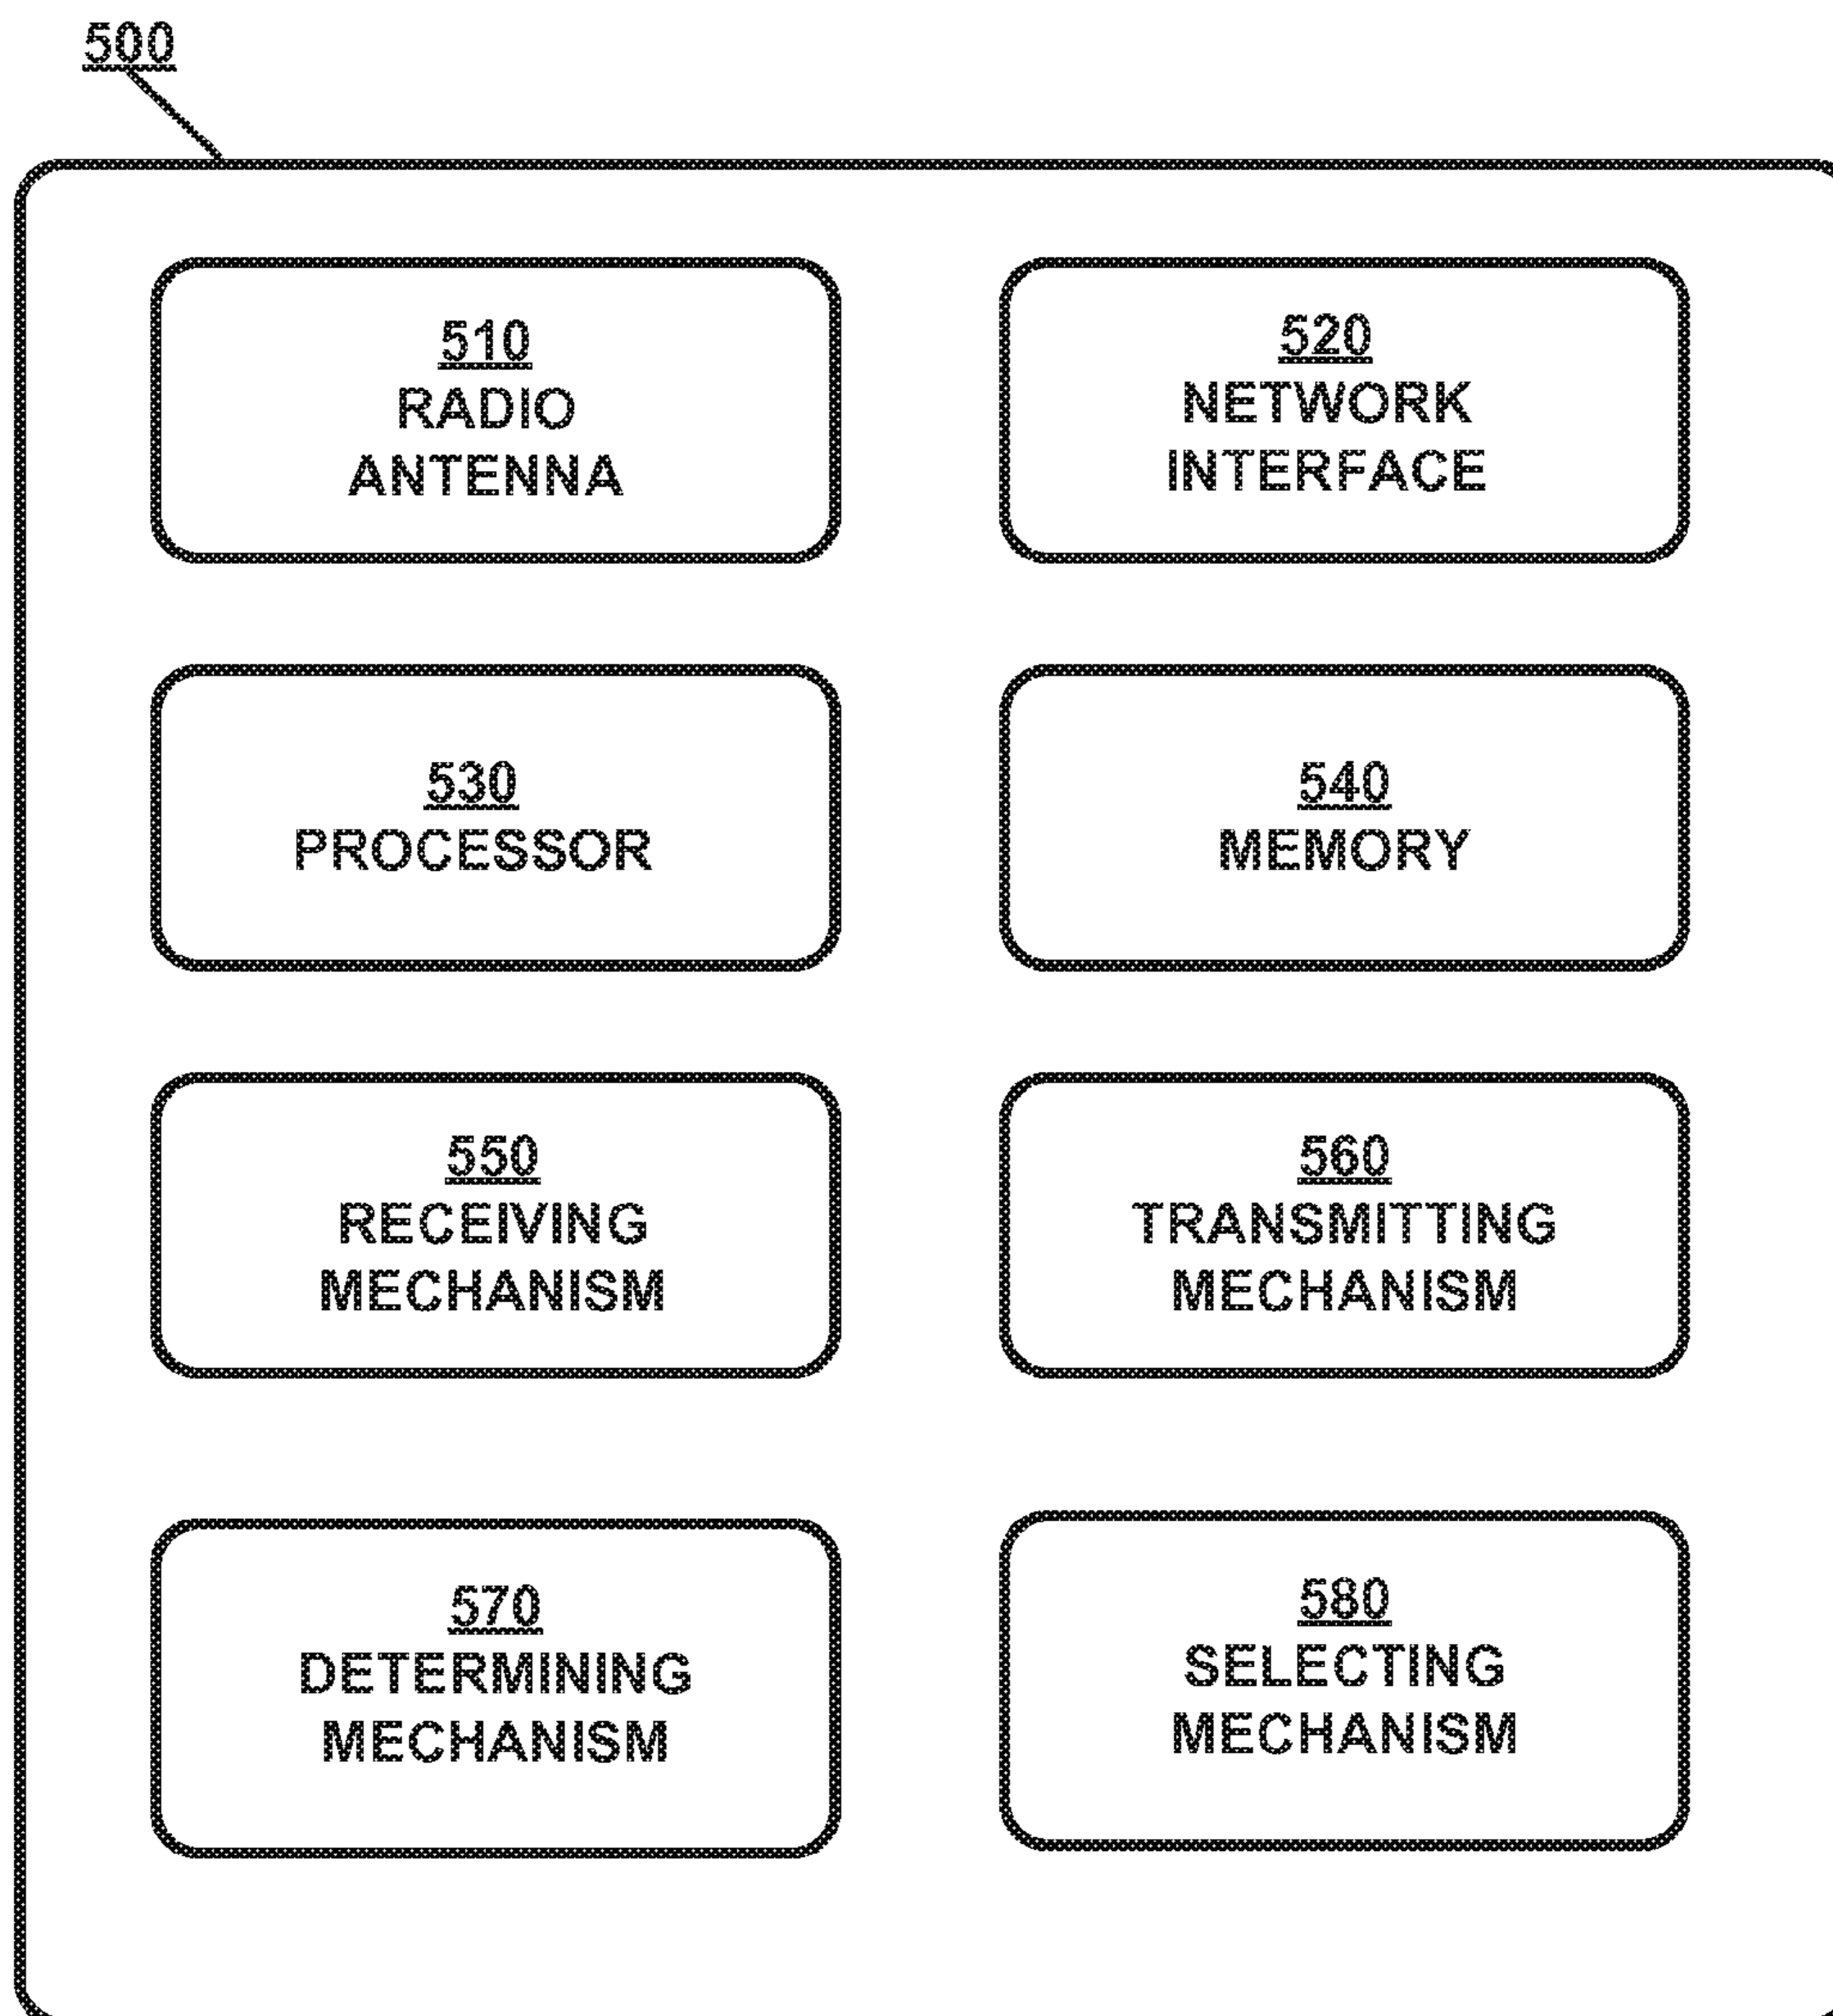 500
510
RADIO
ANTENNA
520
NETWORK
INTERFACE
530
PROCESSOR
540
MEMORY
550
RECEIVING
MECHANISM
560
TRANSMITTING
MECHANISM
570
DETERMINING
MECHANISM
580
SELECTING
MECHANISM